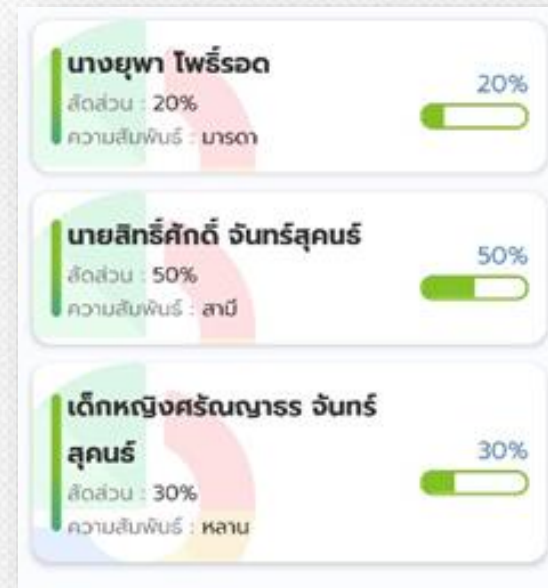 นางยุพา โพธิ์รอด
20%
สัดส่วน : 20%
ความสัมพันธ์ : มารดา
นายสิทธิ์ศักดิ์ จันทร์สุคนธ์
50%
สัดส่วน : 50%
ความสัมพันธ์ : สามี
เด็กหญิงศรัณญาธร จันทร์
สุคนธ์
30%
สัดส่วน : 30%
ความสัมพันธ์ : หลาน